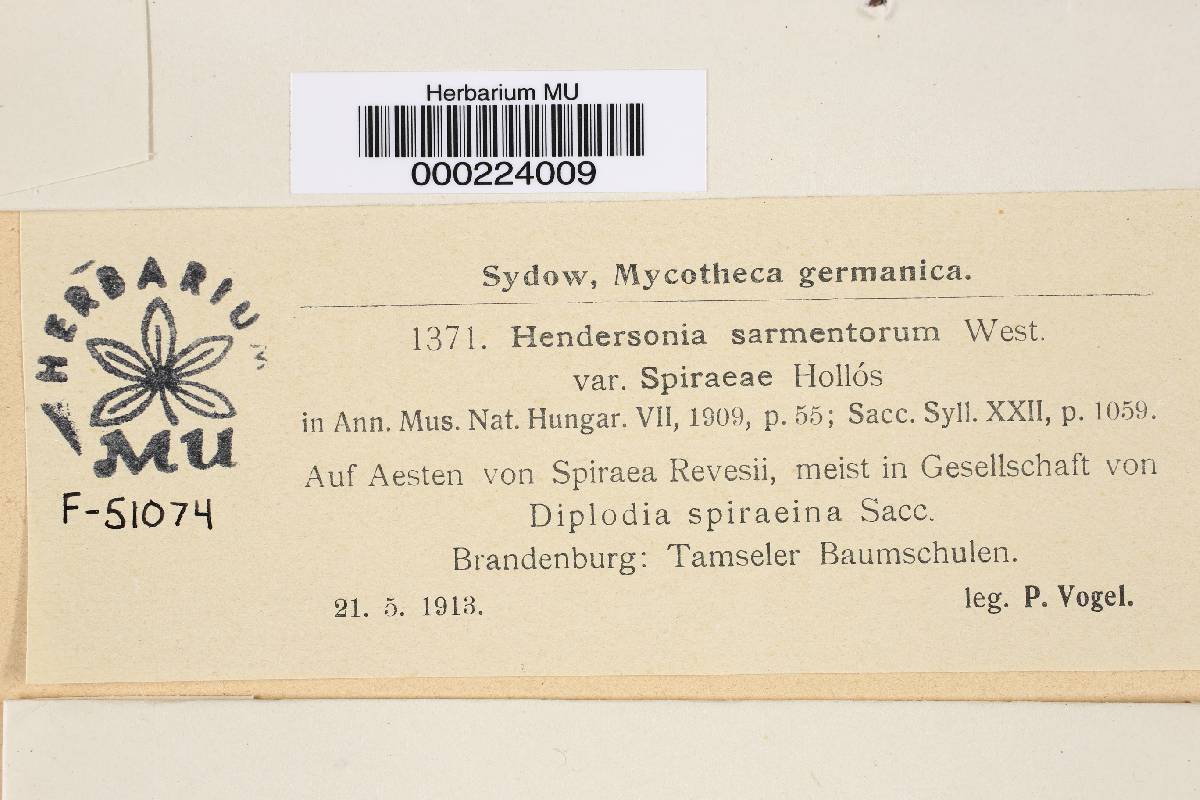 Herbarium MU
000224009
HERBARIUM
MU
F-51074
Sydow, Mycotheca germanica.
1371. Hendersonia sarmentorum West.
var. Spiraeae Hollós
in Ann. Mus. Nat. Hungar. VII, 1909, p. 55; Sacc. Syll. XXII, p. 1059.
Auf Aesten von Spiraea Revesii, meist in Gesellschaft von
Diplodia spiraeina Sacc.
Brandenburg: Tamseler Baumschulen.
21. 5. 1913.
leg. P. Vogel.